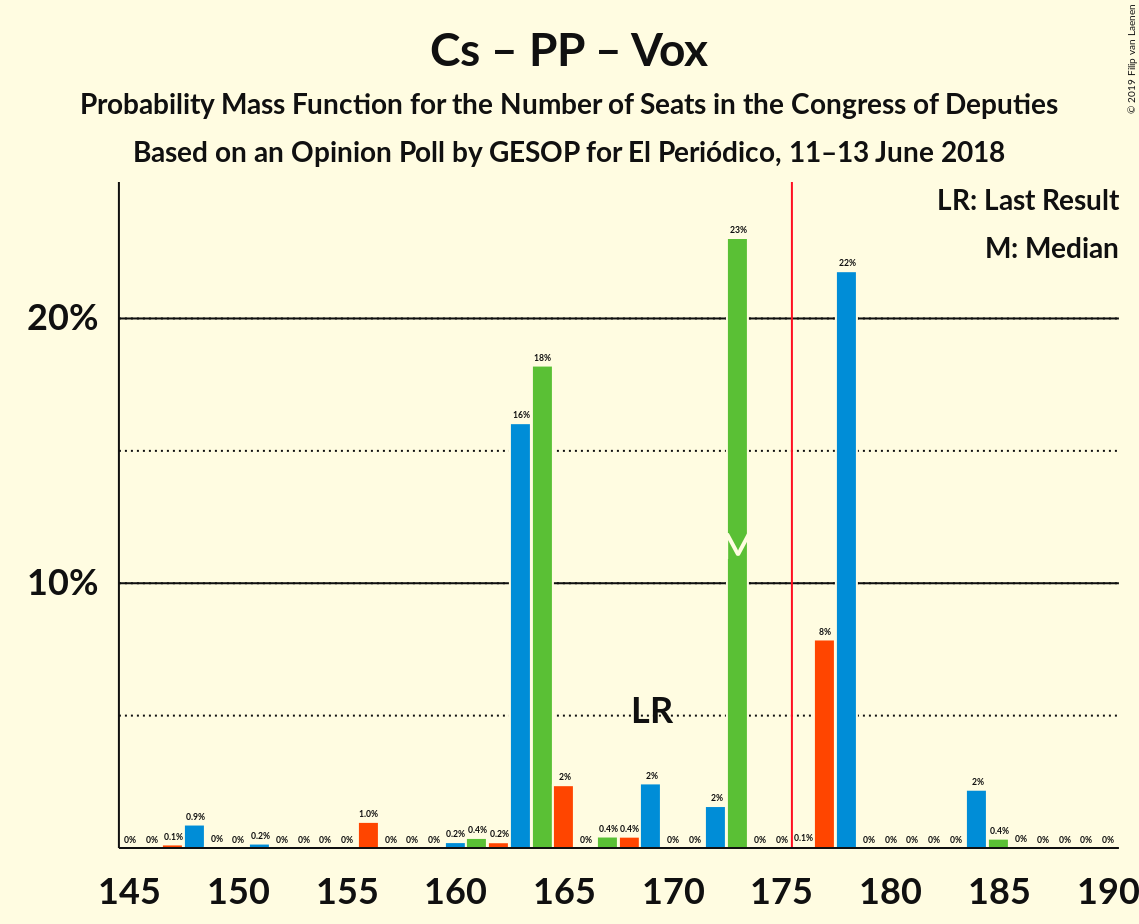 Cs – PP – Vox
Probability Mass Function for the Number of Seats in the Congress of Deputies
Based on an Opinion Poll by GESOP for El Periódico, 11–13 June 2018
© 2019 Filip van Laenen
LR: Last Result
M: Median
20%
10%
0% 0% 0.1% 0.9% 0% 0% 0.2% 0% 0% 0% 0% 1.0% 0% 0% 0% 0.2% 0.4% 0.2% 16% 18% 2% 0% 0.4% 0.4% 2% 0% 0% 2% 23% 0% 0% 0.1% 8% 22% 0% 0% 0% 0% 0% 2% 0.4% 0% 0% 0% 0% 0%
LR
M
145 150 155 160 165 170 175 180 185 190